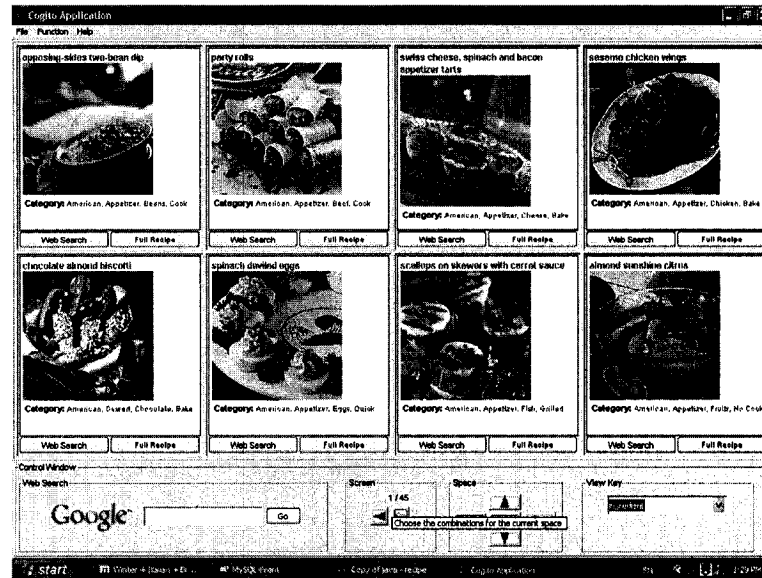 Cogito Application
File Function Help
opposing-sides two-bean dip
party rolls
swiss cheese, spinach and bacon
appetizer tarts
sesame chicken wings
Category: American, Appetizer, Beans, Cook
Category: American, Appetizer, Beef, Cook
Category: American, Appetizer, Cheese, Bake
Category: American, Appetizer, Chicken, Bake
Web Search Full Recipe Web Search Full Recipe Web Search Full Recipe Web Search Full Recipe
chocolate almond biscotti
spinach deviled eggs
scallops on skewers with carrot sauce
almond sunshine citrus
Category: American, Desert, Chocolate, Bake
Category: American, Appetizer, Eggs, Quick
Category: American, Appetizer, Fish, Grilled
Category: American, Appetizer, Fruits, No Cook
Web Search Full Recipe Web Search Full Recipe Web Search Full Recipe Web Search Full Recipe
Control Window
Web Search Screen Space View Key
1 / 45
Google Go
Choose the combinations for the current space
start Copy of java - recipe Cogito Application 1:29 PM